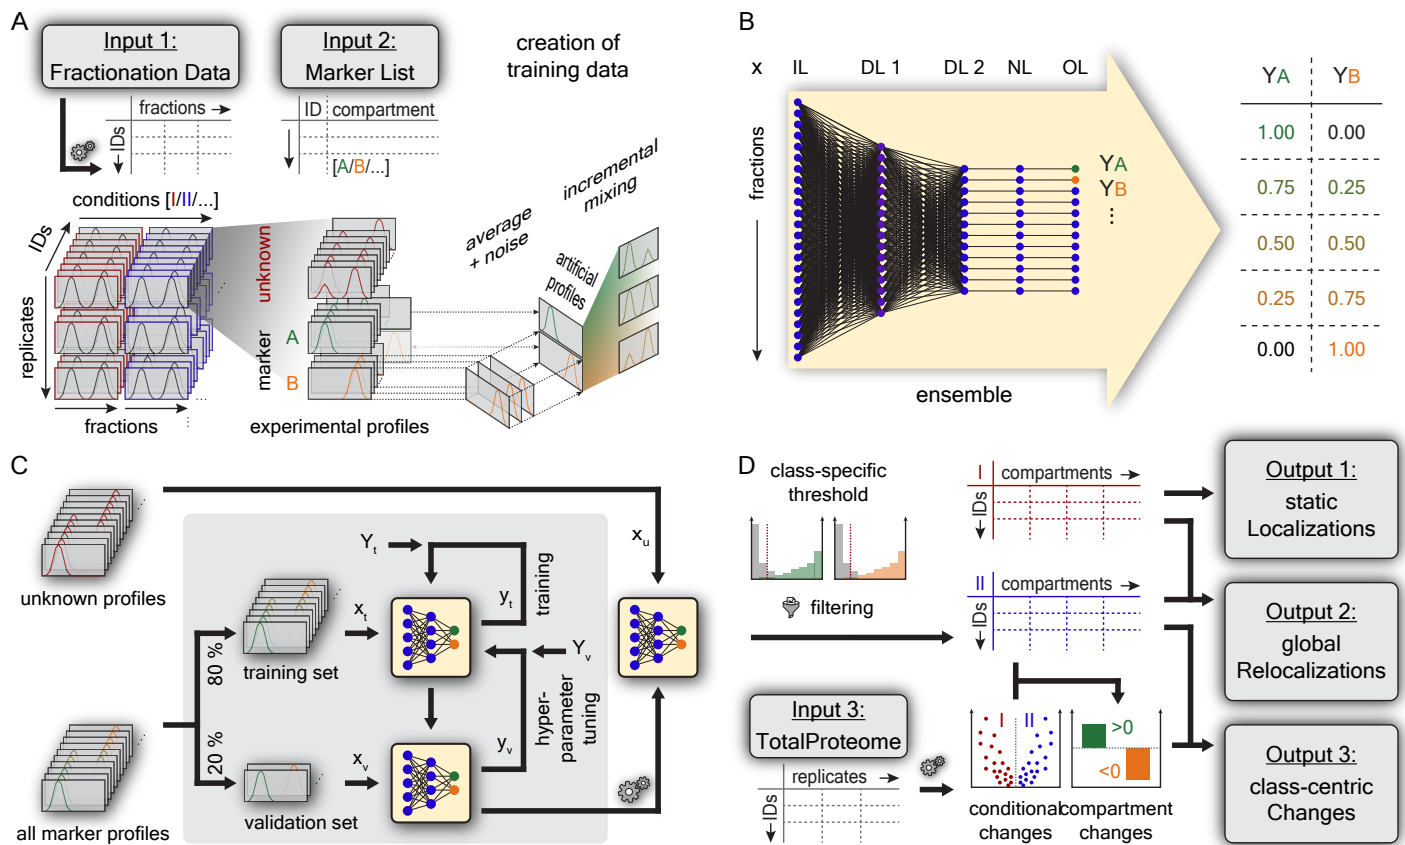 A
Input 1:
Fractionation Data
Input 2:
Marker List
creation of
training data
fractions
IDs
ID
compartment
[A/B/...]
conditions [I/II/...]
IDs
replicates
fractions
unknown
marker
A
B
experimental profiles
average
+ noise
artificial
profiles
incremental
mixing
B
x
IL
DL 1
DL 2
NL
OL
fractions
YA
YB
⋮
ensemble
YA YB
1.00 0.00
0.75 0.25
0.50 0.50
0.25 0.75
0.00 1.00
C
unknown profiles
all marker profiles
80 %
20 %
training set
validation set
xt
xv
Yt
yt
training
Yv
yv
hyper-
parameter
tuning
xu
D
class-specific
threshold
filtering
I
compartments
IDs
II
compartments
IDs
Input 3:
TotalProteome
replicates
IDs
I
II
conditional
changes
>0
<0
compartment
changes
Output 1:
static
Localizations
Output 2:
global
Relocalizations
Output 3:
class-centric
Changes